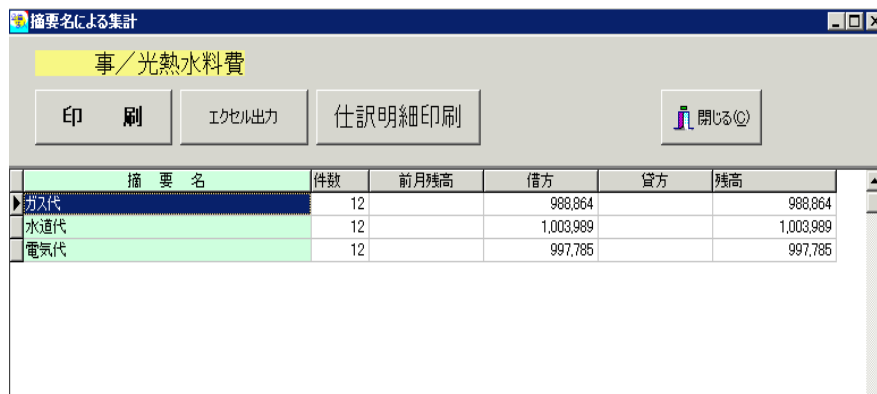 摘要名による集計
事／光熱水料費
印 刷 エクセル出力 仕訳明細印刷 閉じる(C)
摘 要 名 件数 前月残高 借方 貸方 残高
ガス代 12 988,864 988,864
水道代 12 1,003,989 1,003,989
電気代 12 997,785 997,785